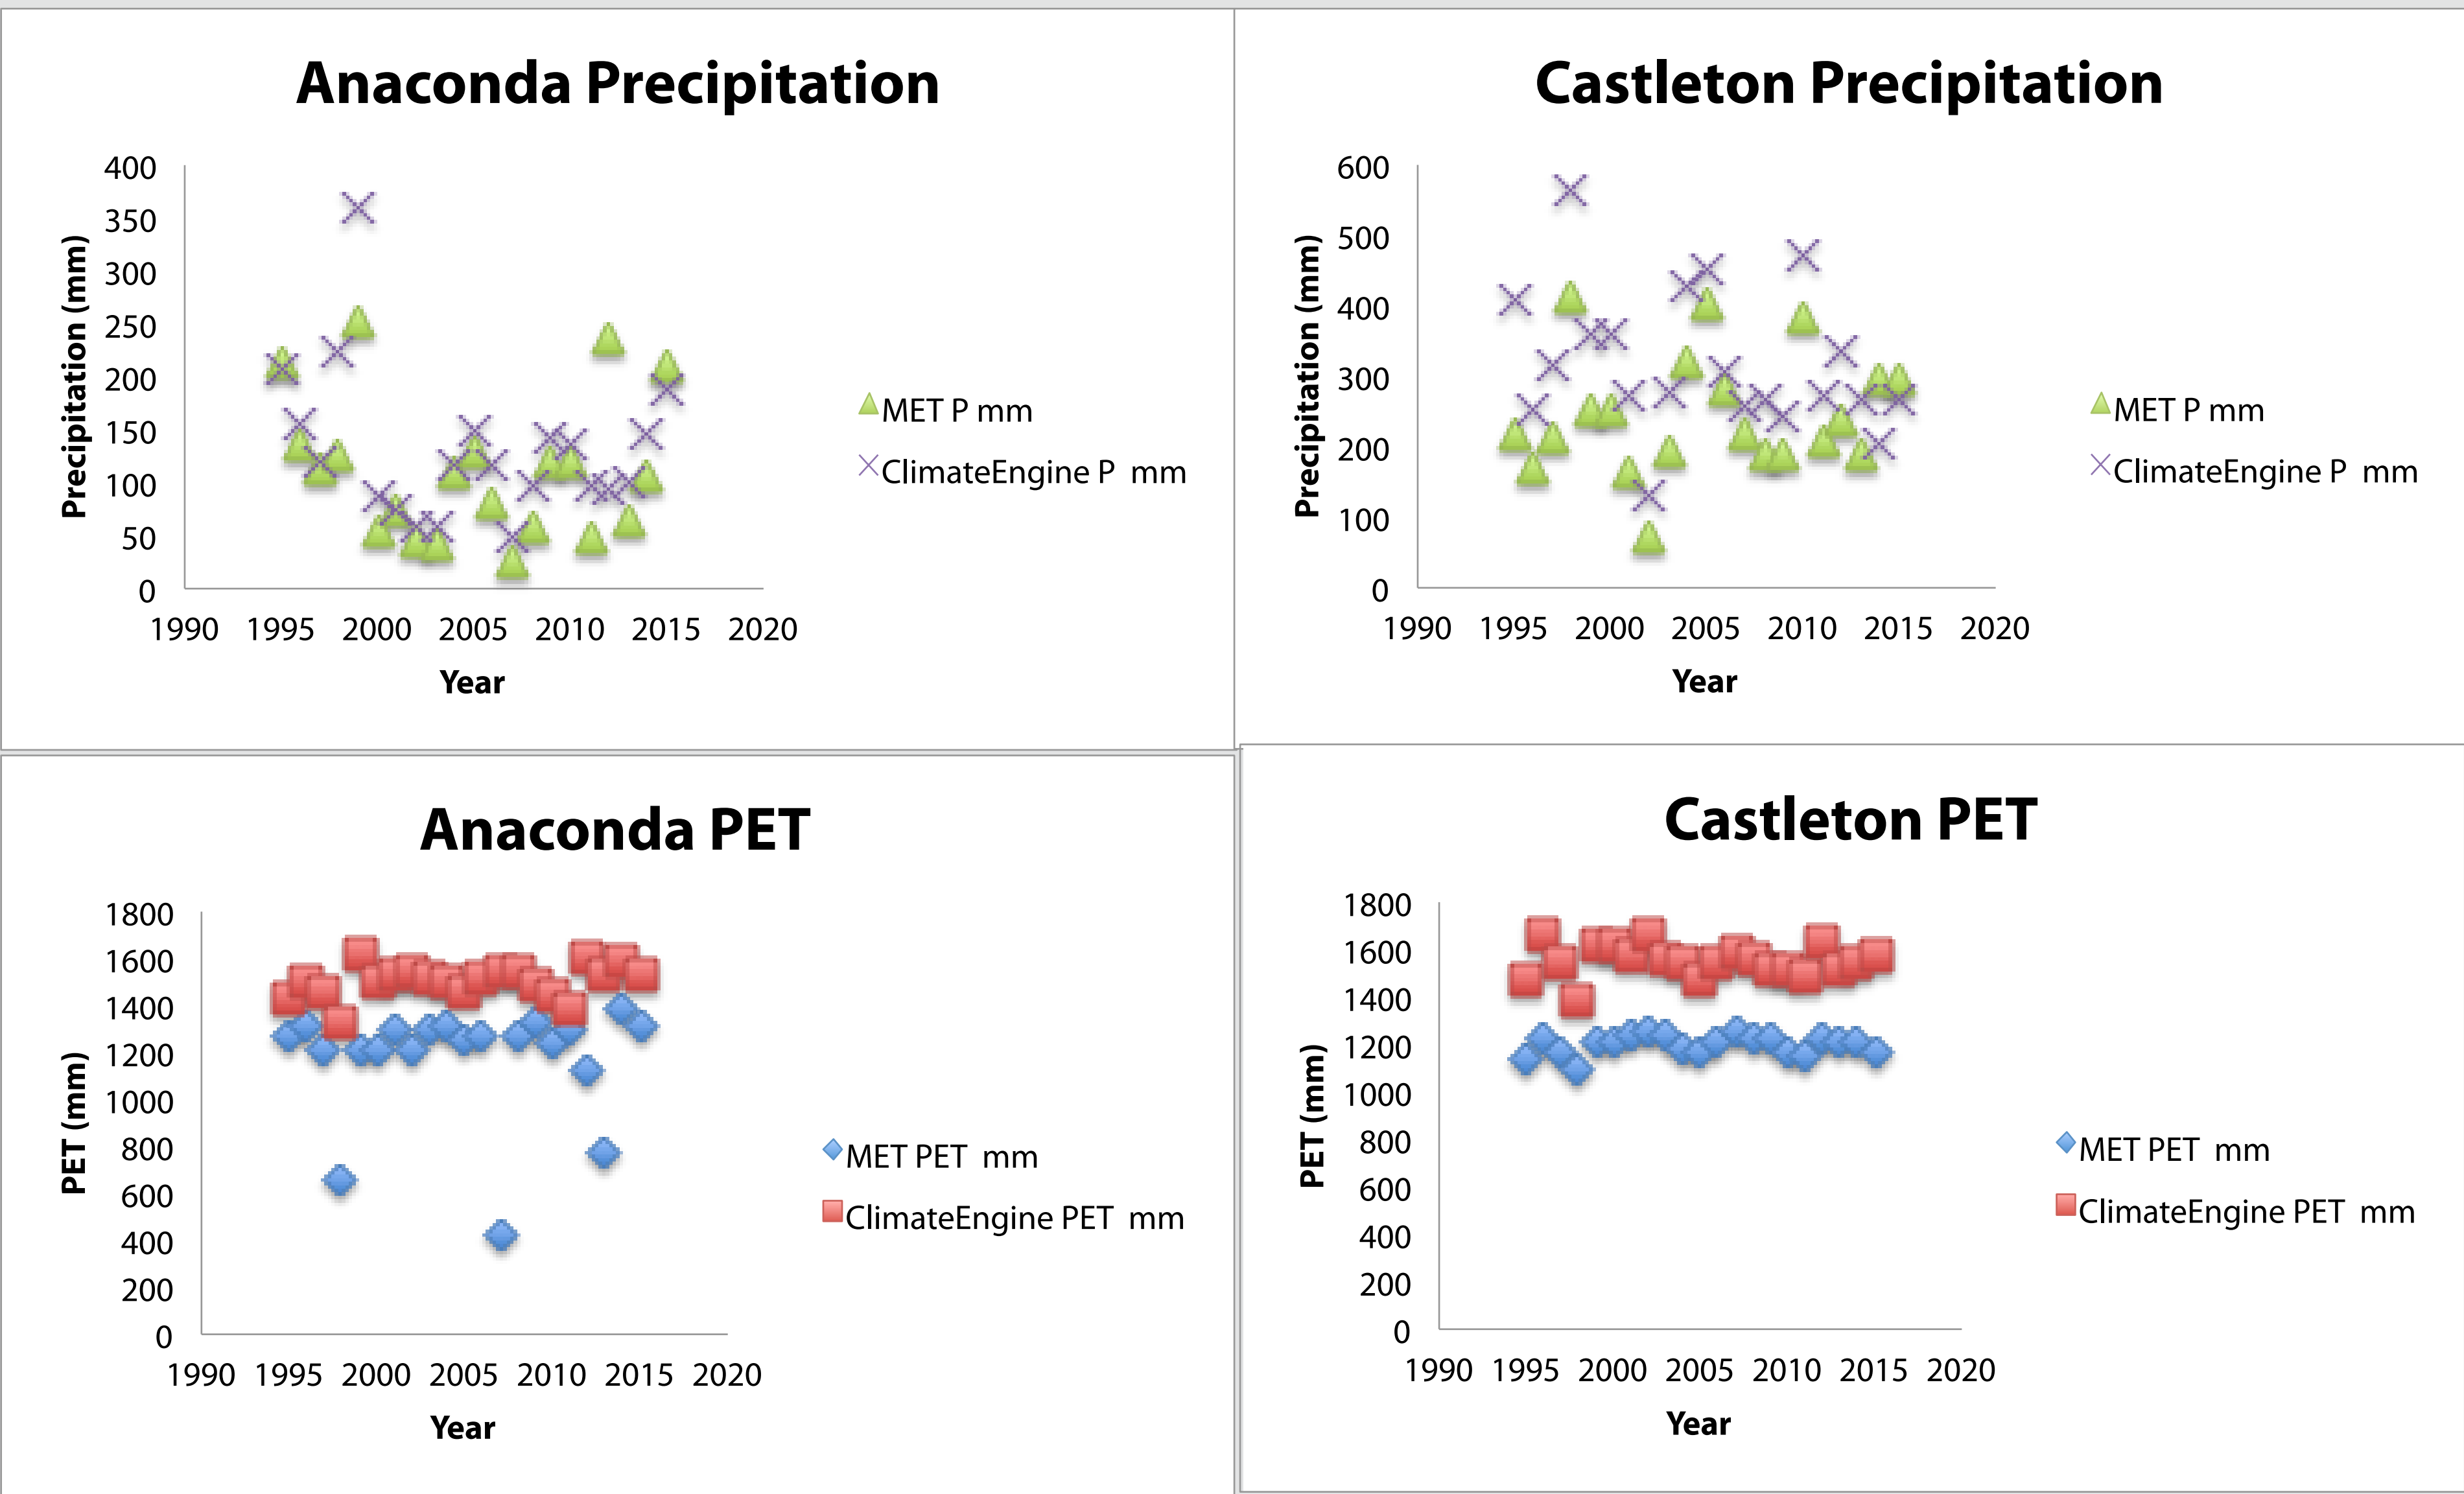 Anaconda Precipitation
400
350
300
250
200
150
100
50
0
Precipitation (mm)
1990 1995 2000 2005 2010 2015 2020
Year
MET P mm
ClimateEngine P mm
Castleton Precipitation
600
500
400
300
200
100
0
Precipitation (mm)
1990 1995 2000 2005 2010 2015 2020
Year
MET P mm
ClimateEngine P mm
Anaconda PET
1800
1600
1400
1200
1000
800
600
400
200
0
PET (mm)
1990 1995 2000 2005 2010 2015 2020
Year
MET PET mm
ClimateEngine PET mm
Castleton PET
1800
1600
1400
1200
1000
800
600
400
200
0
PET (mm)
1990 1995 2000 2005 2010 2015 2020
Year
MET PET mm
ClimateEngine PET mm